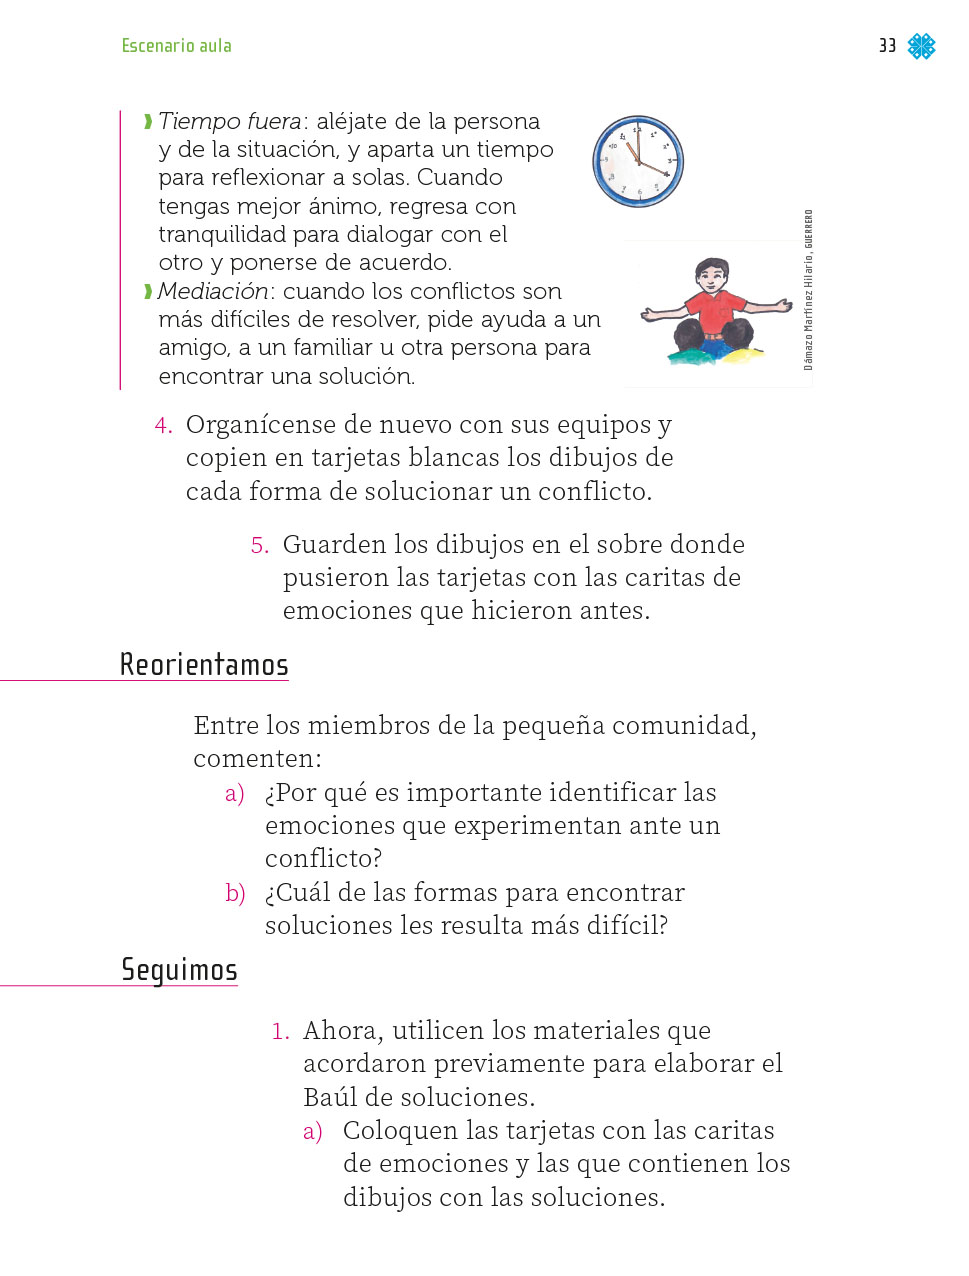 Escenario aula
33
Tiempo fuera: aléjate de la persona
y de la situación, y aparta un tiempo
para reflexionar a solas. Cuando
tengas mejor ánimo, regresa con
tranquilidad para dialogar con el
otro y ponerse de acuerdo.
Mediación: cuando los conflictos son
más difíciles de resolver, pide ayuda a un
amigo, a un familiar u otra persona para
encontrar una solución.
Dámazo Martínez Hilario, GUERRERO
4. Organícense de nuevo con sus equipos y
copien en tarjetas blancas los dibujos de
cada forma de solucionar un conflicto.
5. Guarden los dibujos en el sobre donde
pusieron las tarjetas con las caritas de
emociones que hicieron antes.
Reorientamos
Entre los miembros de la pequeña comunidad,
comenten:
a) ¿Por qué es importante identificar las
emociones que experimentan ante un
conflicto?
b) ¿Cuál de las formas para encontrar
soluciones les resulta más difícil?
Seguimos
1. Ahora, utilicen los materiales que
acordaron previamente para elaborar el
Baúl de soluciones.
a) Coloquen las tarjetas con las caritas
de emociones y las que contienen los
dibujos con las soluciones.